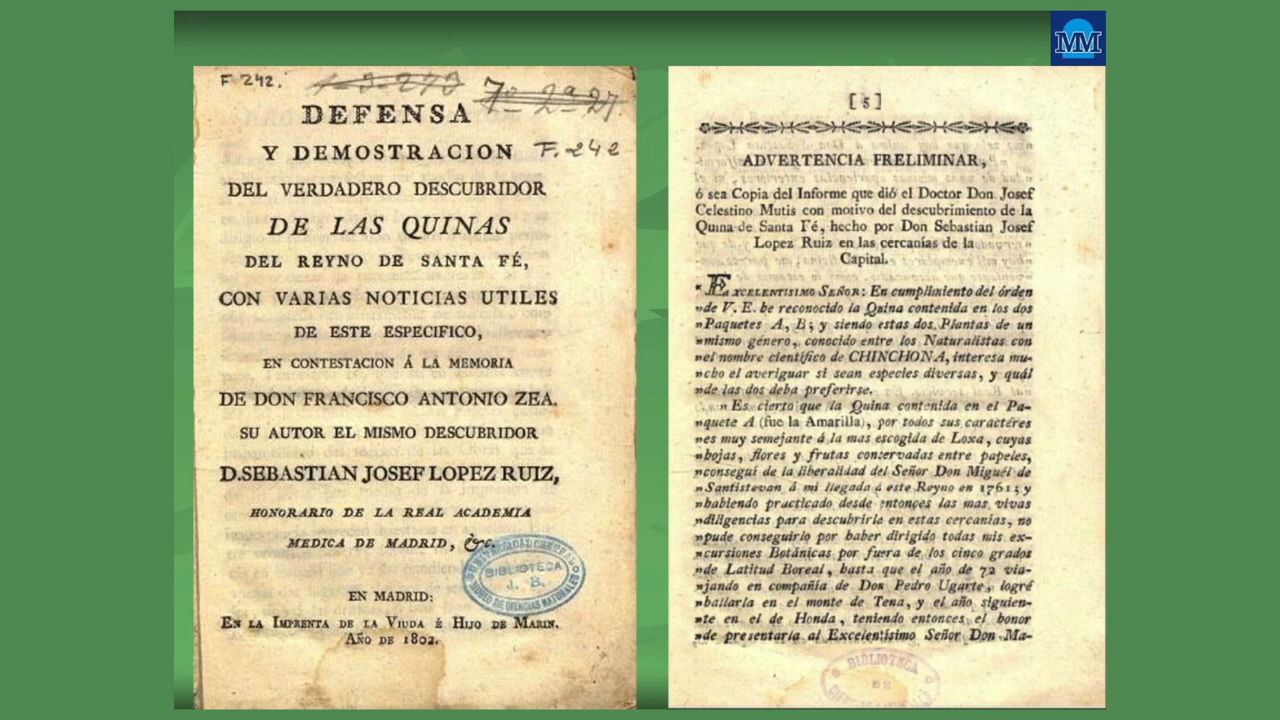 MM
F 242.
7º 2ª 27
DEFENSA
Y DEMOSTRACION
F. 242
DEL VERDADERO DESCUBRIDOR
DE LAS QUINAS
DEL REYNO DE SANTA FÉ,
CON VARIAS NOTICIAS UTILES
DE ESTE ESPECIFICO,
EN CONTESTACION Á LA MEMORIA
DE DON FRANCISCO ANTONIO ZEA.
SU AUTOR EL MISMO DESCUBRIDOR
D. SEBASTIAN JOSEF LOPEZ RUIZ,
HONORARIO DE LA REAL ACADEMIA
MEDICA DE MADRID, &c.
BIBLIOTECA
J. B.
EN MADRID:
EN LA IMPRENTA DE LA VIUDA É HIJO DE MARIN.
AÑO DE 1802.
[5]
ADVERTENCIA PRELIMINAR,
ó sea Copia del Informe que dió el Doctor Don Josef
Celestino Mutis con motivo del descubrimiento de la
Quina de Santa Fé, hecho por Don Sebastian Josef
Lopez Ruiz en las cercanías de la
Capital.
"EXCELENTISIMO SEÑOR: En cumplimiento del órden
"de V. E. he reconocido la Quina contenida en los dos
"Paquetes A, B; y siendo estas dos Plantas de un
"mismo género, conocido entre los Naturalistas con
"el nombre científico de CHINCHONA, interesa mu-
"cho el averiguar si sean especies diversas, y quál
"de las dos deba preferirse.
" Es cierto que la Quina contenida en el Pa-
"quete A (fue la Amarilla), por todos sus caractéres
"es muy semejante á la mas escogida de Loxa, cuyas
"hojas, flores y frutas conservadas entre papeles,
"conseguí de la liberalidad del Señor Don Miguél de
"Santistevan á mi llegada á este Reyno en 1761; y
"habiendo practicado desde entonces las mas vivas
"diligencias para descubrirla en estas cercanías, no
"pude conseguirlo por haber dirigido todas mis ex-
"cursiones Botánicas por fuera de los cinco grados
"de Latitud Boreal, hasta que el año de 72 via-
"jando en compañía de Don Pedro Ugarte, logré
"hallarla en el monte de Tena, y el año siguien-
"te en el de Honda, teniendo entonces el honor
"de presentarla al Excelentísimo Señor Don Ma-
BIBLIOTECA
DE